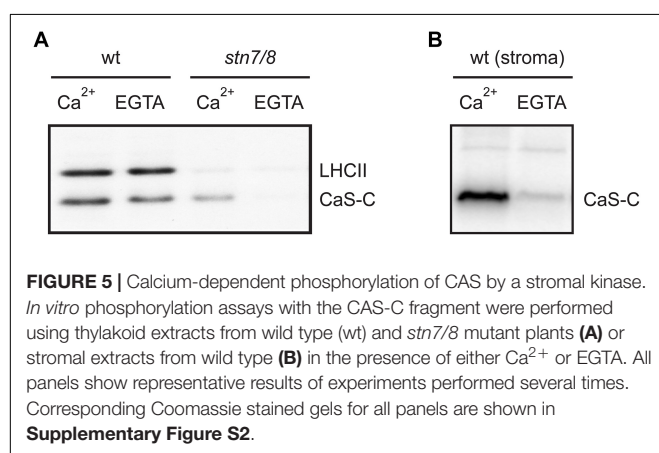 A
B
wt
stn7/8
wt (stroma)
Ca2+ EGTA Ca2+ EGTA
Ca2+ EGTA
LHCII
CaS-C
CaS-C
FIGURE 5 | Calcium-dependent phosphorylation of CAS by a stromal kinase.
In vitro phosphorylation assays with the CAS-C fragment were performed
using thylakoid extracts from wild type (wt) and stn7/8 mutant plants (A) or
stromal extracts from wild type (B) in the presence of either Ca2+ or EGTA. All
panels show representative results of experiments performed several times.
Corresponding Coomassie stained gels for all panels are shown in
Supplementary Figure S2.